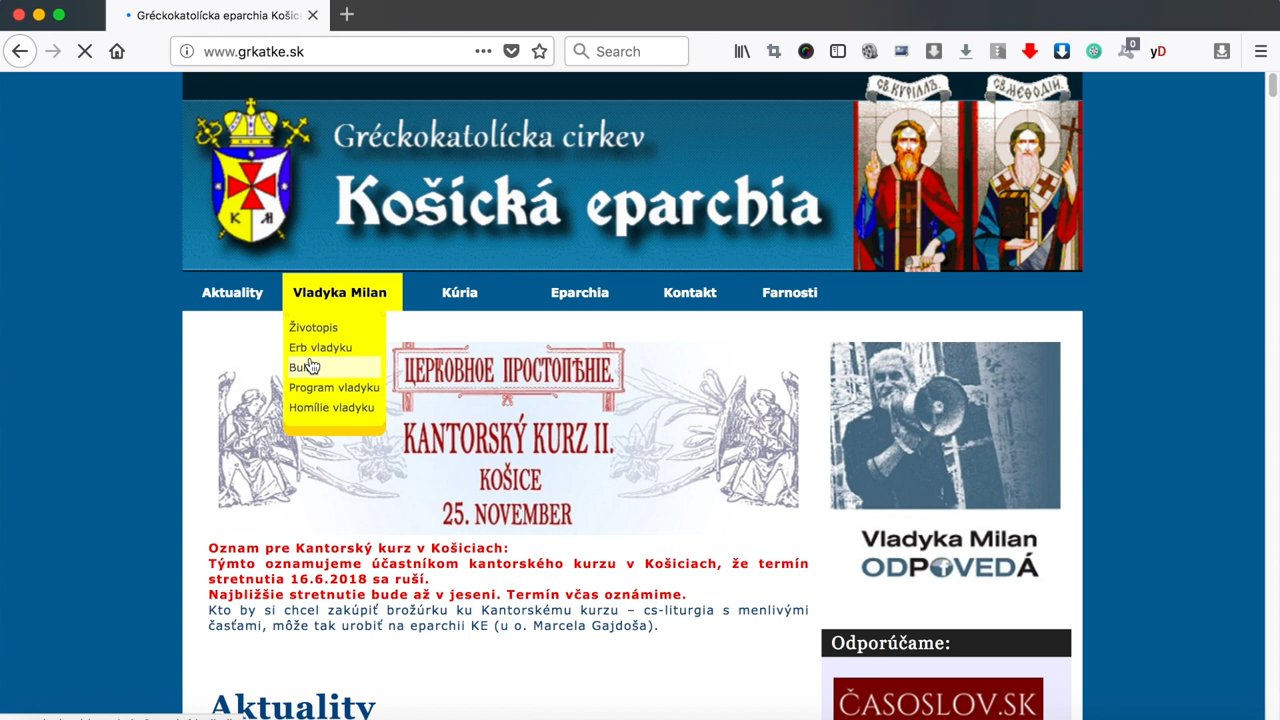 Gréckokatolícka eparchia Košic
www.grkatke.sk
Search
0
yD
СВ.КѴРІЛЛЪ.
СВ.МЕѲОДІЙ.
Gréckokatolícka cirkev
Košická eparchia
K M
Aktuality
Vladyka Milan
Kúria
Eparchia
Kontakt
Farnosti
Životopis
Erb vladyku
Program vladyku
Homílie vladyku
ЦЕРКОВНОЕ ПРОСТОПѢНІЕ.
KANTORSKÝ KURZ II.
KOŠICE
25. NOVEMBER
Oznam pre Kantorský kurz v Košiciach:
Týmto oznamujeme účastníkom kantorského kurzu v Košiciach, že termín
stretnutia 16.6.2018 sa ruší.
Najbližšie stretnutie bude až v jeseni. Termín včas oznámime.
Kto by si chcel zakúpiť brožúrku ku Kantorskému kurzu – cs-liturgia s menlivými
časťami, môže tak urobiť na eparchii KE (u o. Marcela Gajdoša).
Vladyka Milan
ODPOVEDÁ
Odporúčame:
ČASOSLOV.SK
Aktuality